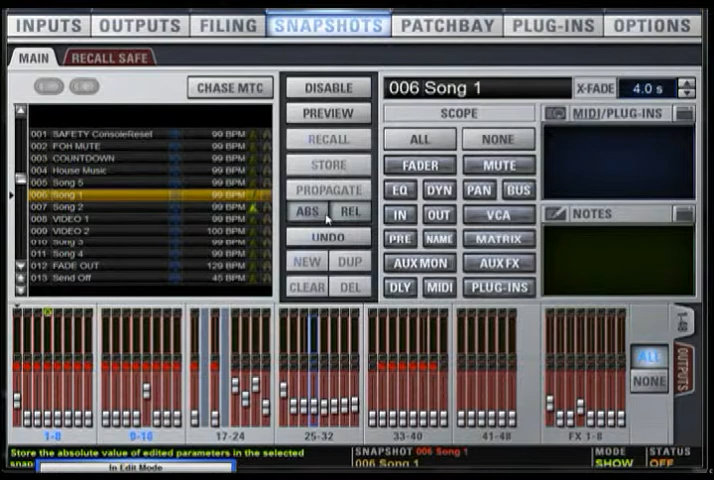 INPUTS OUTPUTS FILING SNAPSHOTS PATCHBAY PLUG-INS OPTIONS
MAIN RECALL SAFE
CHASE MTC
DISABLE
006 Song 1 X-FADE 4.0 s
PREVIEW
SCOPE
MIDI/PLUG-INS
001 SAFETY ConsoleReset 99 BPM
002 FOH MUTE 99 BPM
003 COUNTDOWN 99 BPM
004 House Music 99 BPM
005 Song 5 99 BPM
006 Song 1 99 BPM
007 Song 2 99 BPM
008 VIDEO 1 99 BPM
009 VIDEO 2 100 BPM
010 Song 3 99 BPM
011 Song 4 99 BPM
012 FADE OUT 129 BPM
013 Send Off 45 BPM
RECALL
STORE
PROPAGATE
ABS REL
UNDO
NEW DUP
CLEAR DEL
ALL NONE
FADER MUTE
EQ DYN PAN BUS
IN OUT VCA
PRE NAME MATRIX
AUX MON AUX FX
DLY MIDI PLUG-INS
NOTES
1-48
OUTPUTS
ALL
NONE
1-8 9-16 17-24 25-32 33-40 41-48 FX 1-8
Store the absolute value of edited parameters in the selected
snap
In Edit Mode
SNAPSHOT 006 Song 1
006 Song 1
MODE
SHOW
STATUS
OFF